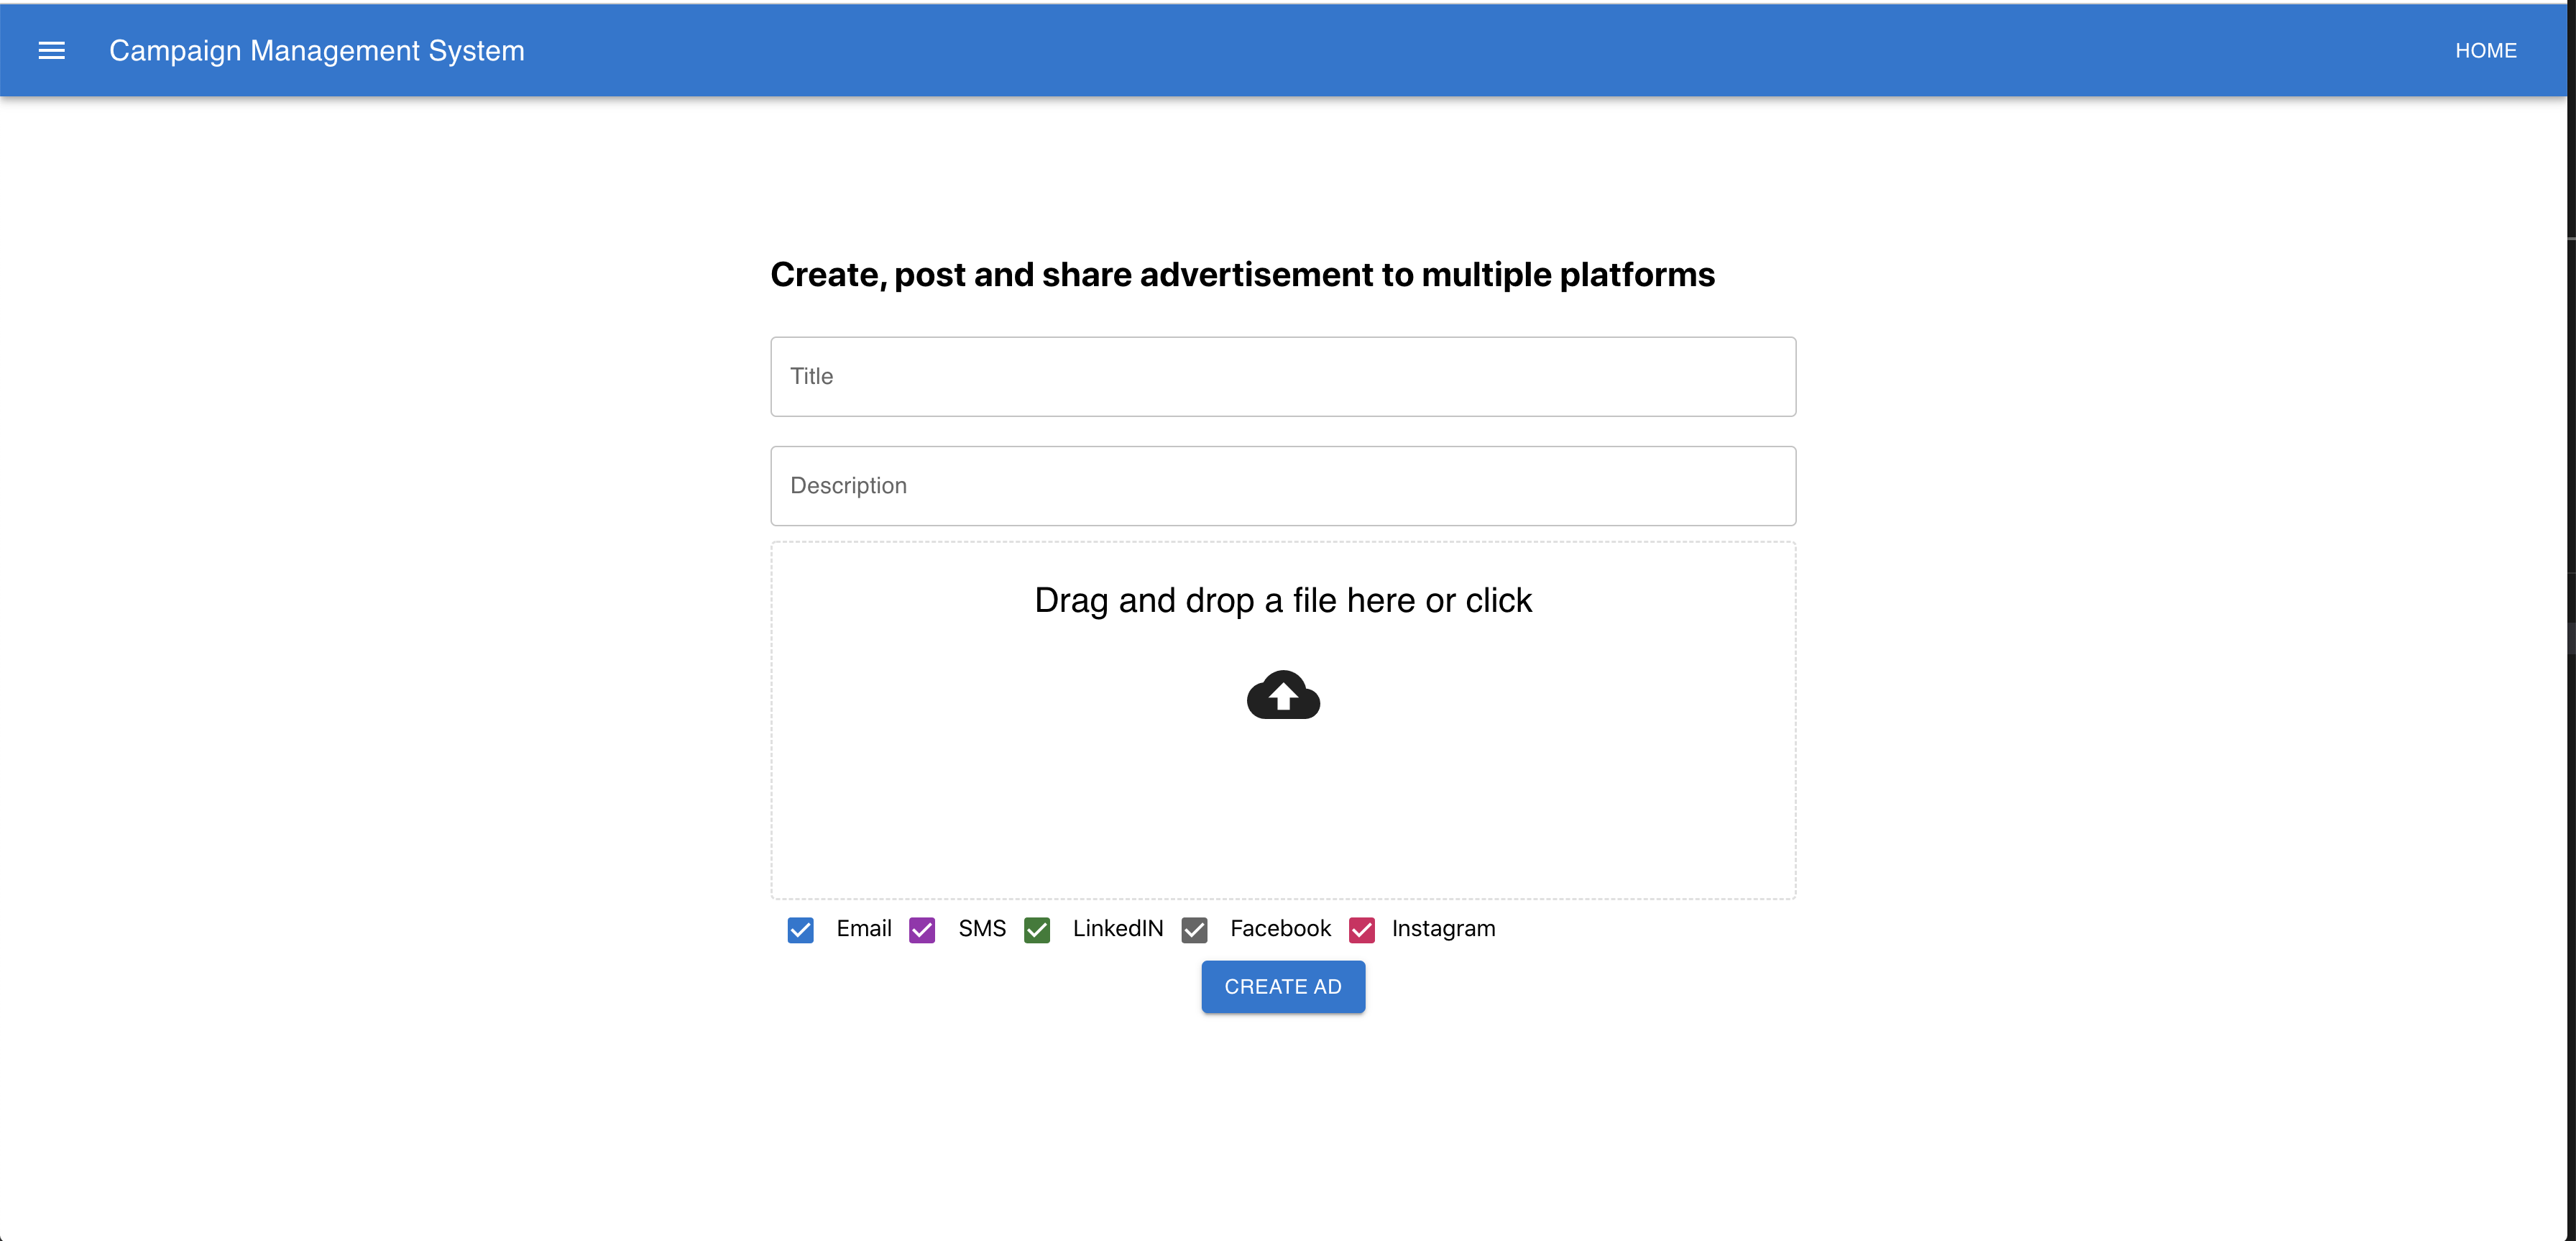 Campaign Management System HOME
Create, post and share advertisement to multiple platforms
Title
Description
Drag and drop a file here or click
Email SMS LinkedIN Facebook Instagram
CREATE AD